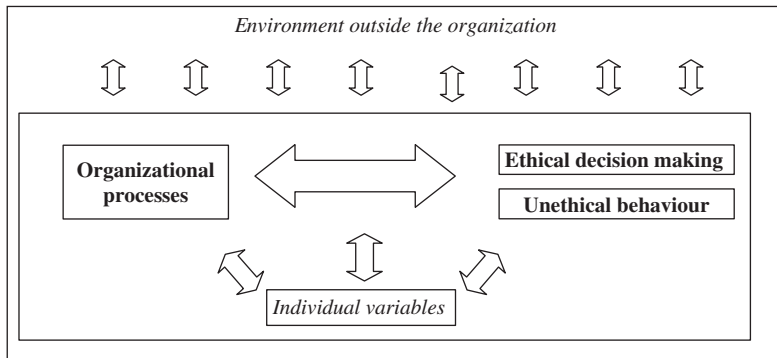 Environment outside the organization
Organizational
processes
Ethical decision making
Unethical behaviour
Individual variables